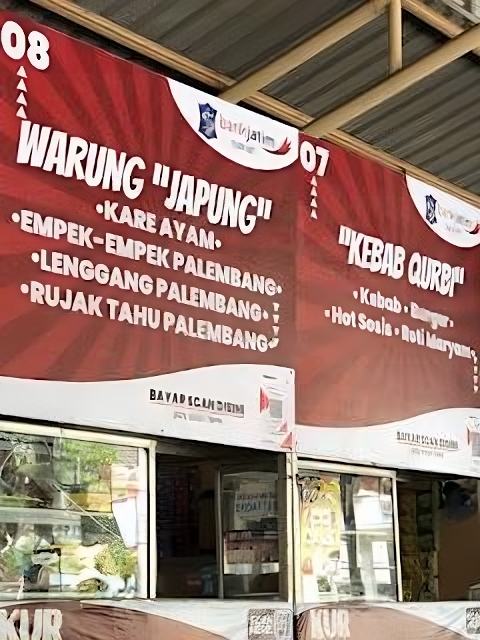 08
bankjatim
WARUNG "JAPUNG"
•KARE AYAM•
•EMPEK-EMPEK PALEMBANG•
•LENGGANG PALEMBANG•
•RUJAK TAHU PALEMBANG•
BAYAR SCAN DISINI
KUR
07
"KEBAB QURBI"
• Kebab • Burger•
•Hot Sosis • Roti Maryam•
KUR